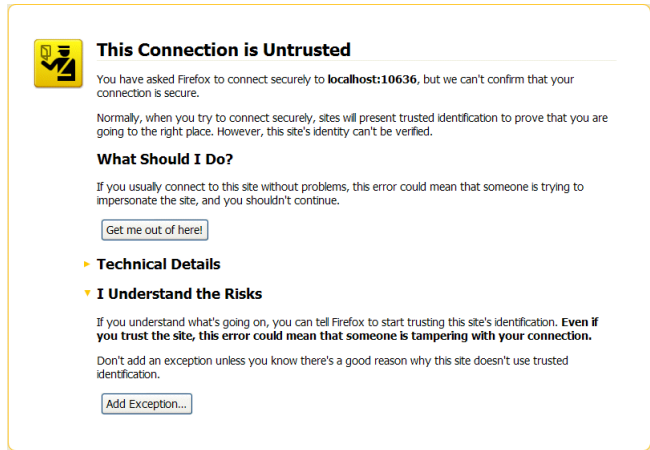 This Connection is Untrusted
You have asked Firefox to connect securely to localhost:10636, but we can't confirm that your
connection is secure.
Normally, when you try to connect securely, sites will present trusted identification to prove that you are
going to the right place. However, this site's identity can't be verified.
What Should I Do?
If you usually connect to this site without problems, this error could mean that someone is trying to
impersonate the site, and you shouldn't continue.
Get me out of here!
Technical Details
I Understand the Risks
If you understand what's going on, you can tell Firefox to start trusting this site's identification. Even if
you trust the site, this error could mean that someone is tampering with your connection.
Don't add an exception unless you know there's a good reason why this site doesn't use trusted
identification.
Add Exception...